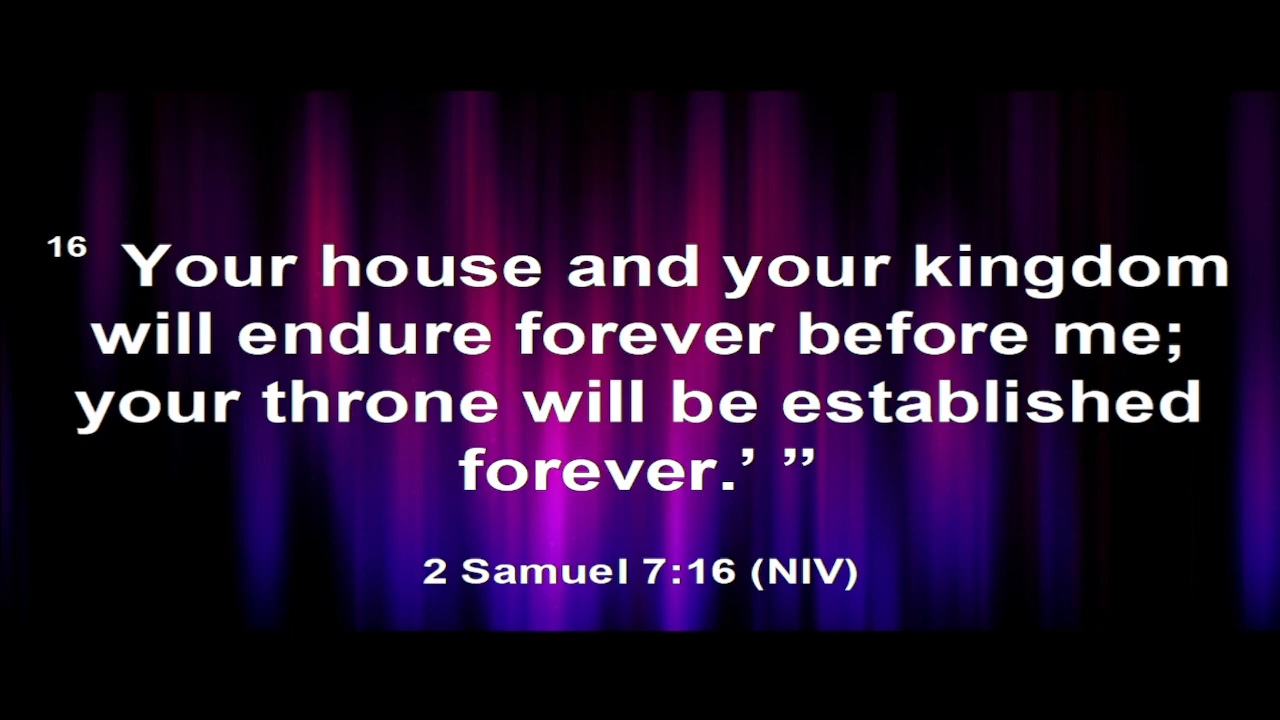 16 Your house and your kingdom
will endure forever before me;
your throne will be established
forever.’ ”
2 Samuel 7:16 (NIV)